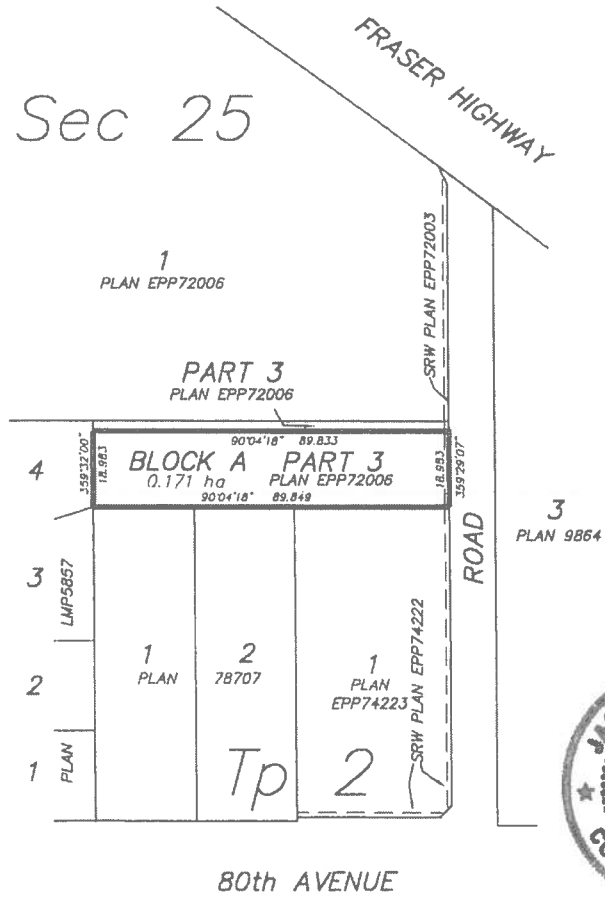 FRASER HIGHWAY
Sec 25
1
PLAN EPP72006
SRW PLAN EPP72003
PART 3
PLAN EPP72006
90°04'18" 89.833
359°32'00"
18.983
4
BLOCK A PART 3
0.171 ha PLAN EPP72006
90°04'18" 89.849
18.983
359°29'07"
3
PLAN 9864
ROAD
3
2
1
PLAN LMP5857
1
PLAN
2
78707
1
PLAN
EPP74223
SRW PLAN EPP74222
Tp 2
80th AVENUE